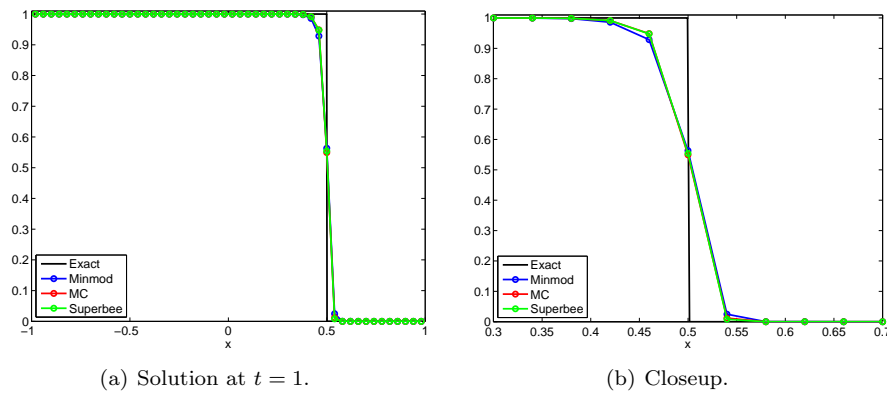 1
0.9
0.8
0.7
0.6
0.5
0.4
0.3
0.2
0.1
0
Exact
Minmod
MC
Superbee
−1 −0.5 0 0.5 1
x
(a) Solution at t = 1.
1
0.9
0.8
0.7
0.6
0.5
0.4
0.3
0.2
0.1
0
Exact
Minmod
MC
Superbee
0.3 0.35 0.4 0.45 0.5 0.55 0.6 0.65 0.7
x
(b) Closeup.